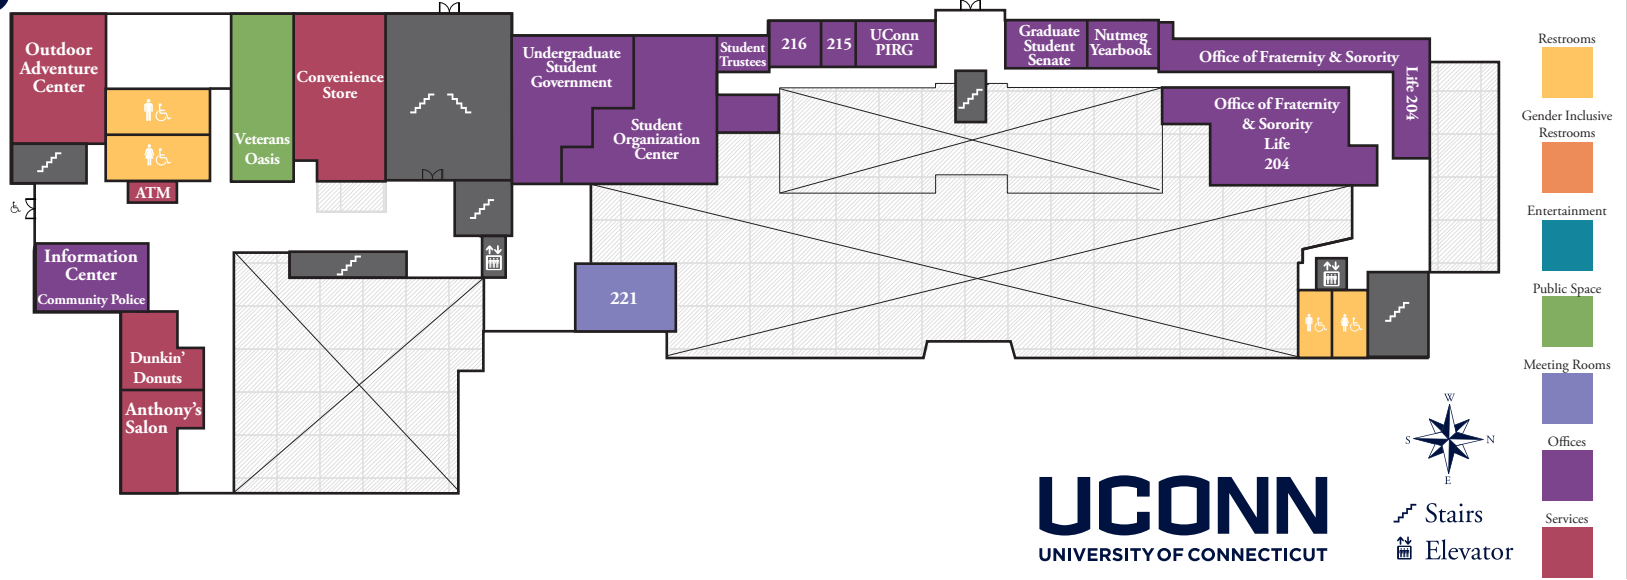 Outdoor
Adventure
Center
ATM
Veterans
Oasis
Convenience
Store
Undergraduate
Student
Government
Student
Organization
Center
Student
Trustees
216
215
UConn
PIRG
Graduate
Student
Senate
Nutmeg
Yearbook
Office of Fraternity & Sorority
Life 204
Office of Fraternity
& Sorority
Life
204
Information
Center
Community Police
Dunkin’
Donuts
Anthony's
Salon
221
Restrooms
Gender Inclusive
Restrooms
Entertainment
Public Space
Meeting Rooms
Offices
Services
W
S
N
E
Stairs
Elevator
UCONN
UNIVERSITY OF CONNECTICUT